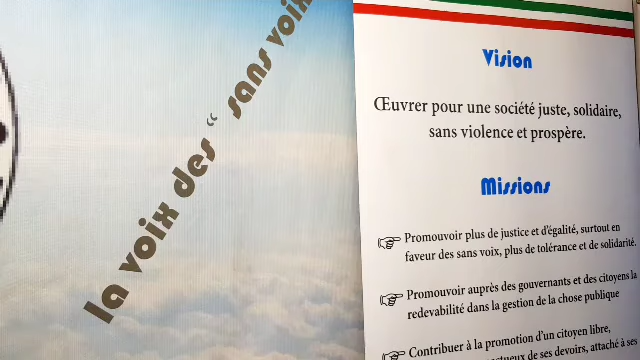 la voix des " sans voix
Vision
Œuvrer pour une société juste, solidaire,
sans violence et prospère.
Missions
Promouvoir plus de justice et d'égalité, surtout en
faveur des sans voix, plus de tolérance et de solidarité.
Promouvoir auprès des gouvernants et des citoyens la
redevabilité dans la gestion de la chose publique
Contribuer à la promotion d'un citoyen libre,
de ses devoirs, attaché à ses